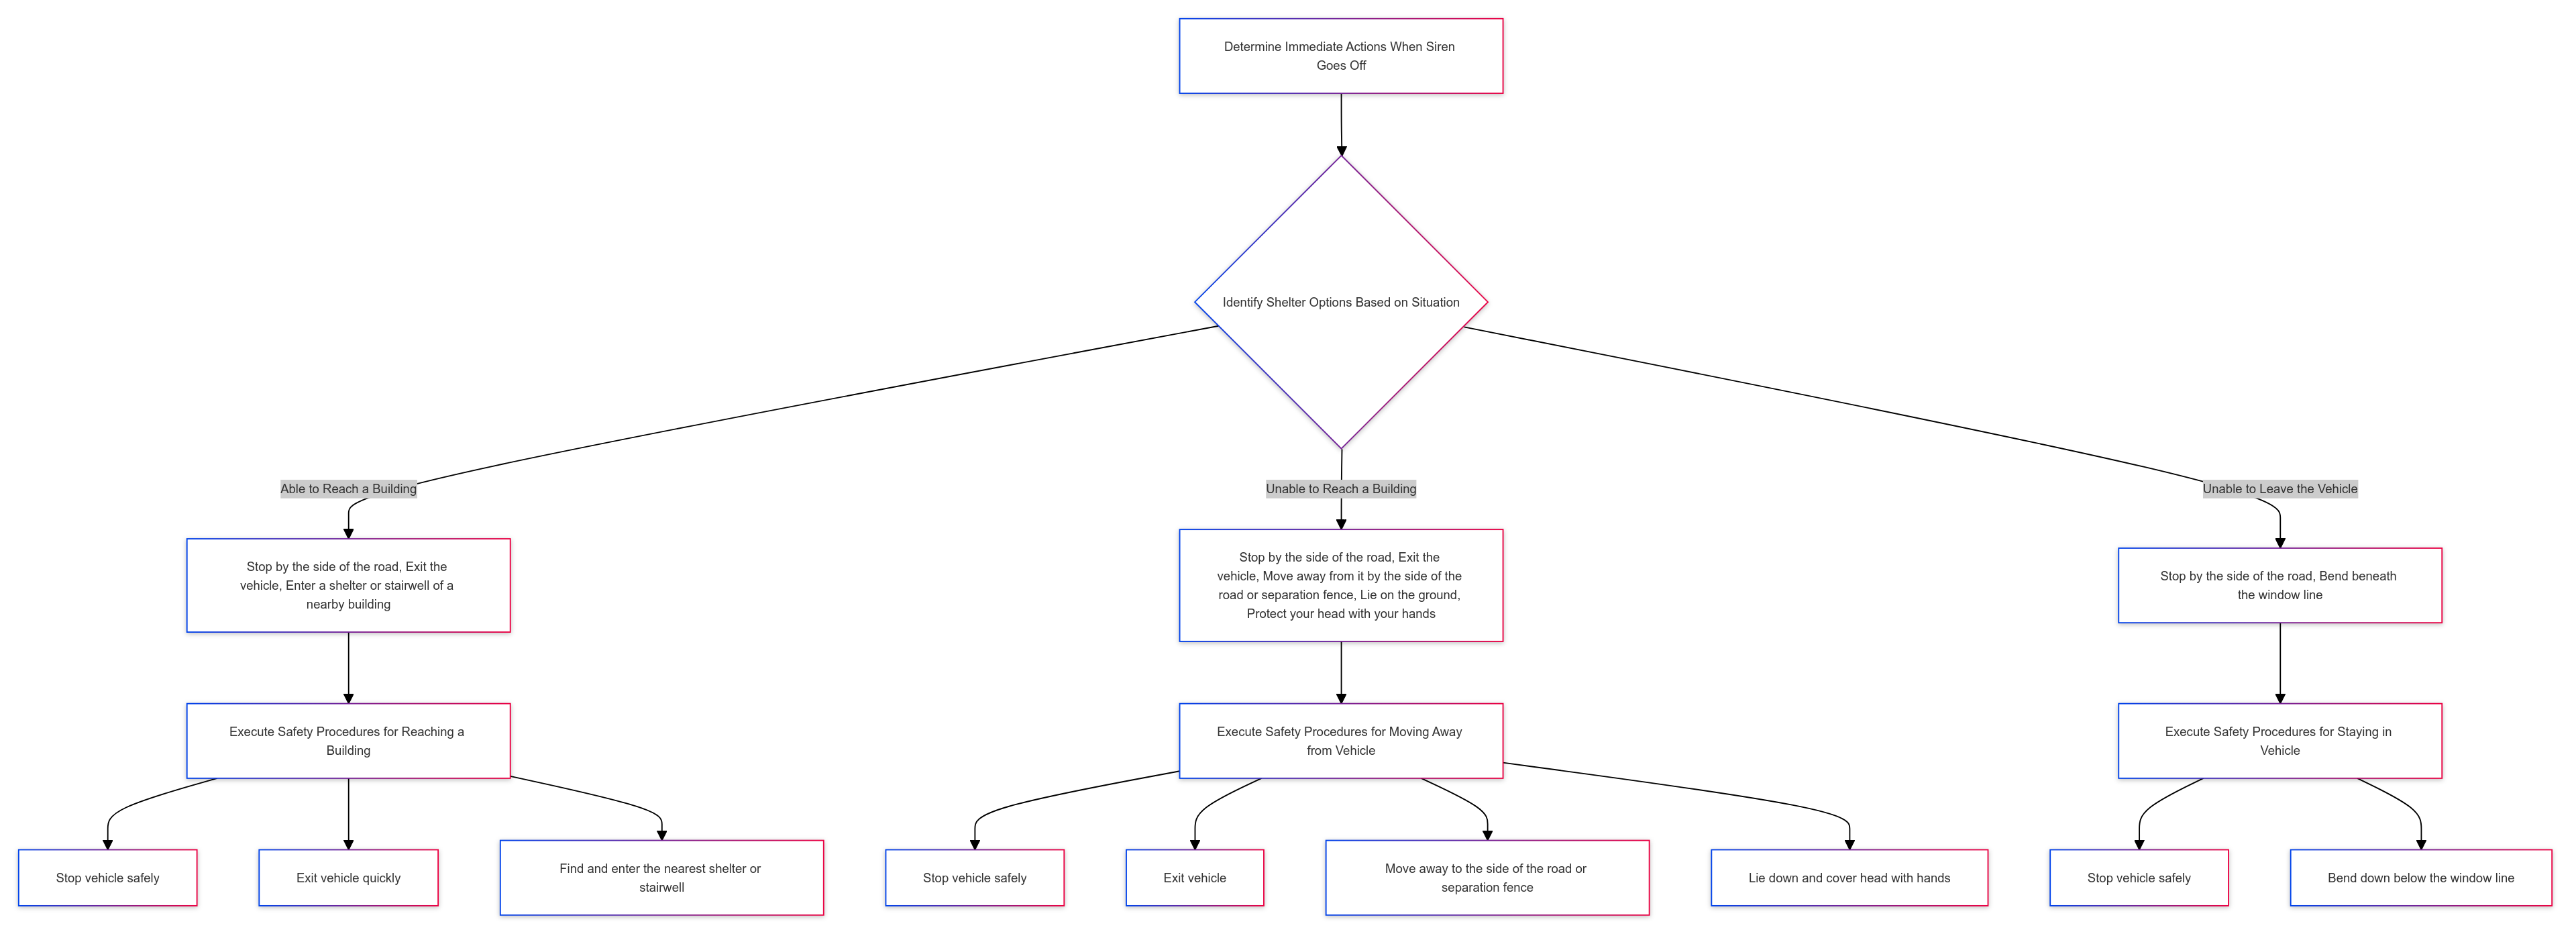 Determine Immediate Actions When Siren
Goes Off
Identify Shelter Options Based on Situation
Able to Reach a Building
Unable to Reach a Building
Unable to Leave the Vehicle
Stop by the side of the road, Exit the
vehicle, Enter a shelter or stairwell of a
nearby building
Stop by the side of the road, Exit the
vehicle, Move away from it by the side of the
road or separation fence, Lie on the ground,
Protect your head with your hands
Stop by the side of the road, Bend beneath
the window line
Execute Safety Procedures for Reaching a
Building
Execute Safety Procedures for Moving Away
from Vehicle
Execute Safety Procedures for Staying in
Vehicle
Stop vehicle safely
Exit vehicle quickly
Find and enter the nearest shelter or
stairwell
Stop vehicle safely
Exit vehicle
Move away to the side of the road or
separation fence
Lie down and cover head with hands
Stop vehicle safely
Bend down below the window line